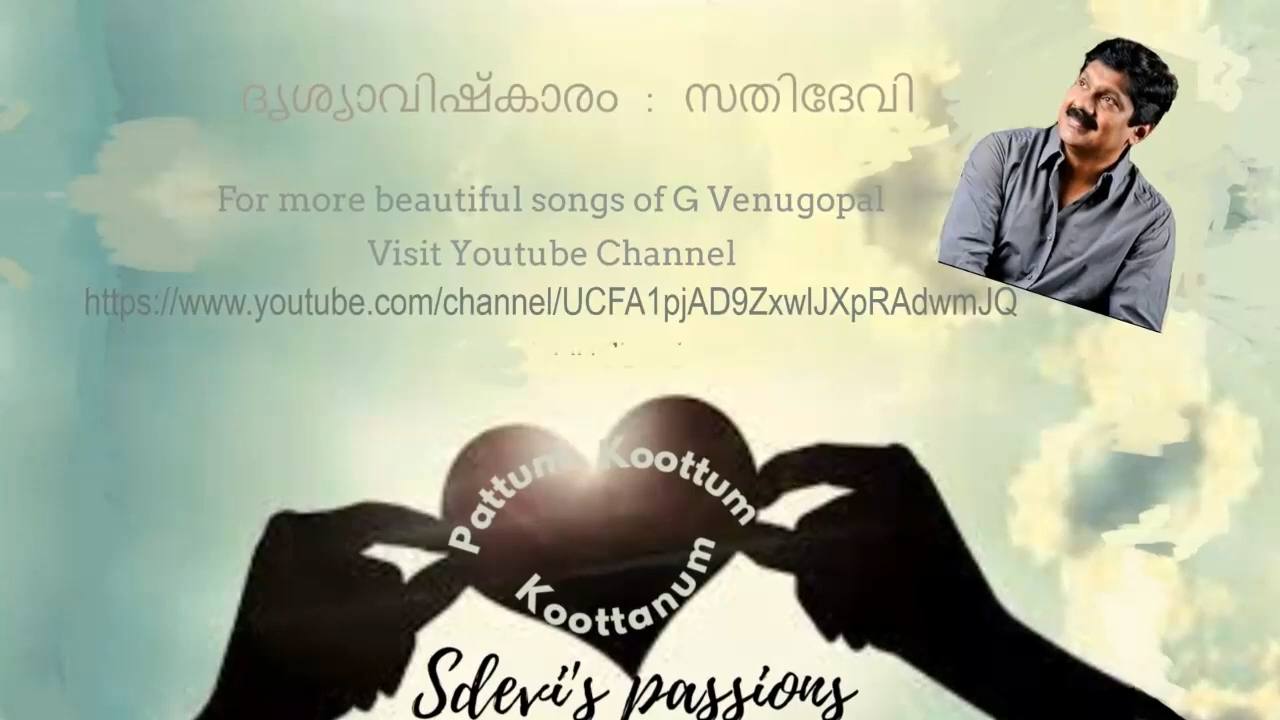 ദൃശ്യാവിഷ്കാരം : സതിദേവി
For more beautiful songs of G Venugopal
Visit Youtube Channel
https://www.youtube.com/channel/UCFA1pjAD9ZxwlJXpRAdwmJQ
Pattum Koottum
Koottanum
Sdevi's passions